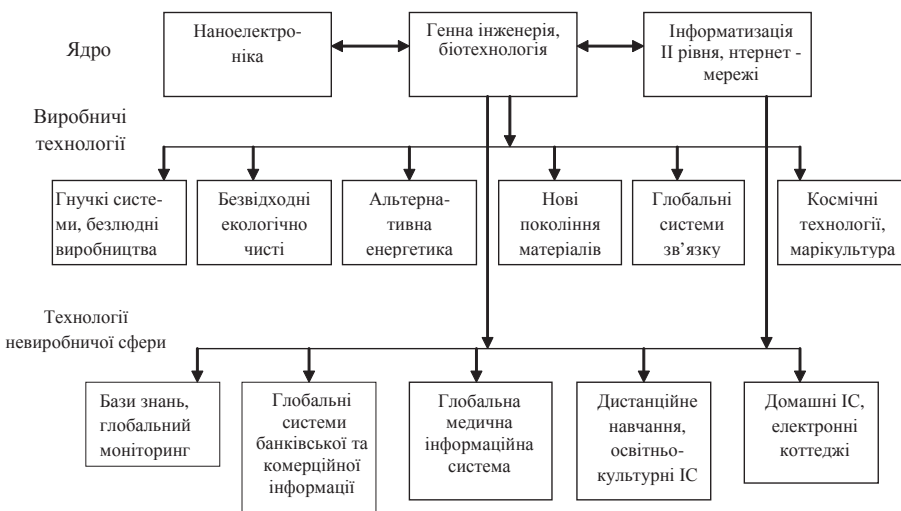 Ядро
Наноелектро-
ніка
Генна інженерія,
біотехнологія
Інформатизація
ІІ рівня, нтернет -
мережі
Виробничі
технології
Гнучкі систе-
ми, безлюдні
виробництва
Безвідходні
екологічно
чисті
Альтерна-
тивна
енергетика
Нові
покоління
матеріалів
Глобальні
системи
зв’язку
Космічні
технології,
марікультура
Технології
невиробничої сфери
Бази знань,
глобальний
моніторинг
Глобальні
системи
банківської та
комерційної
інформації
Глобальна
медична
інформаційна
система
Дистанційне
навчання,
освітньо-
культурні ІС
Домашні ІС,
електронні
коттеджі